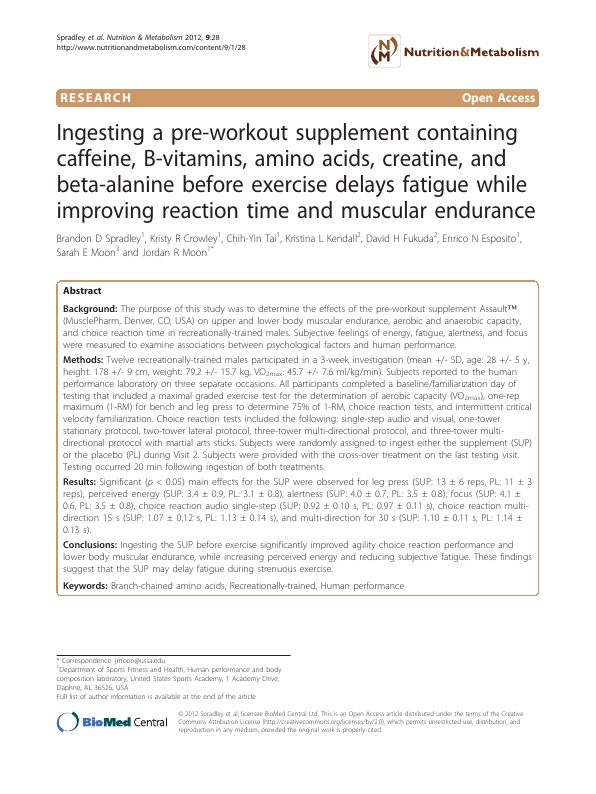 Spradley et al. Nutrition & Metabolism 2012, 9:28
http://www.nutritionandmetabolism.com/content/9/1/28
N
M
Nutrition&Metabolism
RESEARCH Open Access
Ingesting a pre-workout supplement containing
caffeine, B-vitamins, amino acids, creatine, and
beta-alanine before exercise delays fatigue while
improving reaction time and muscular endurance
Brandon D Spradley1, Kristy R Crowley1, Chih-Yin Tai1, Kristina L Kendall2, David H Fukuda2, Enrico N Esposito1,
Sarah E Moon3 and Jordan R Moon1*
Abstract
Background: The purpose of this study was to determine the effects of the pre-workout supplement Assault™
(MusclePharm, Denver, CO, USA) on upper and lower body muscular endurance, aerobic and anaerobic capacity,
and choice reaction time in recreationally-trained males. Subjective feelings of energy, fatigue, alertness, and focus
were measured to examine associations between psychological factors and human performance.
Methods: Twelve recreationally-trained males participated in a 3-week investigation (mean +/- SD, age: 28 +/- 5 y,
height: 178 +/- 9 cm, weight: 79.2 +/- 15.7 kg, VO2max: 45.7 +/- 7.6 ml/kg/min). Subjects reported to the human
performance laboratory on three separate occasions. All participants completed a baseline/familiarization day of
testing that included a maximal graded exercise test for the determination of aerobic capacity (VO2max), one-rep
maximum (1-RM) for bench and leg press to determine 75% of 1-RM, choice reaction tests, and intermittent critical
velocity familiarization. Choice reaction tests included the following: single-step audio and visual, one-tower
stationary protocol, two-tower lateral protocol, three-tower multi-directional protocol, and three-tower multi-
directional protocol with martial arts sticks. Subjects were randomly assigned to ingest either the supplement (SUP)
or the placebo (PL) during Visit 2. Subjects were provided with the cross-over treatment on the last testing visit.
Testing occurred 20 min following ingestion of both treatments.
Results: Significant (p < 0.05) main effects for the SUP were observed for leg press (SUP: 13 ± 6 reps, PL: 11 ± 3
reps), perceived energy (SUP: 3.4 ± 0.9, PL: 3.1 ± 0.8), alertness (SUP: 4.0 ± 0.7, PL: 3.5 ± 0.8), focus (SUP: 4.1 ±
0.6, PL: 3.5 ± 0.8), choice reaction audio single-step (SUP: 0.92 ± 0.10 s, PL: 0.97 ± 0.11 s), choice reaction multi-
direction 15 s (SUP: 1.07 ± 0.12 s, PL: 1.13 ± 0.14 s), and multi-direction for 30 s (SUP: 1.10 ± 0.11 s, PL: 1.14 ±
0.13 s).
Conclusions: Ingesting the SUP before exercise significantly improved agility choice reaction performance and
lower body muscular endurance, while increasing perceived energy and reducing subjective fatigue. These findings
suggest that the SUP may delay fatigue during strenuous exercise.
Keywords: Branch-chained amino acids, Recreationally-trained, Human performance
* Correspondence: jmoon@ussa.edu
1Department of Sports Fitness and Health, Human performance and body
composition laboratory, United States Sports Academy, 1 Academy Drive,
Daphne, AL 36526, USA
Full list of author information is available at the end of the article
BioMed Central
© 2012 Spradley et al; licensee BioMed Central Ltd. This is an Open Access article distributed under the terms of the Creative
Commons Attribution License (http://creativecommons.org/licenses/by/2.0), which permits unrestricted use, distribution, and
reproduction in any medium, provided the original work is properly cited.